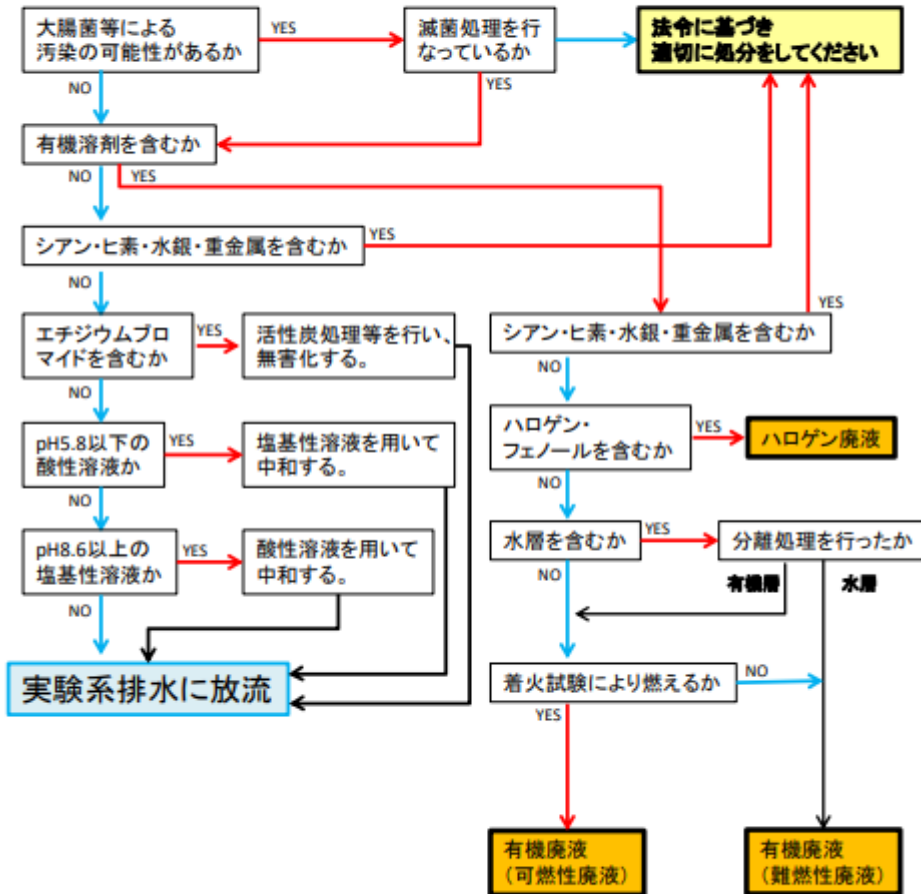 大腸菌等による
汚染の可能性があるか
YES
滅菌処理を行
なっているか
法令に基づき
適切に処分をしてください
NO
YES
有機溶剤を含むか
NO
YES
シアン・ヒ素・水銀・重金属を含むか
YES
NO
エチジウムブロ
マイドを含むか
YES
活性炭処理等を行い、
無害化する。
NO
pH5.8以下の
酸性溶液か
YES
塩基性溶液を用いて
中和する。
NO
pH8.6以上の
塩基性溶液か
YES
酸性溶液を用いて
中和する。
NO
実験系排水に放流
シアン・ヒ素・水銀・重金属を含むか
YES
NO
ハロゲン・
フェノールを含むか
YES
ハロゲン廃液
NO
水層を含むか
YES
分離処理を行ったか
NO
有機層
水層
着火試験により燃えるか
NO
YES
有機廃液
（可燃性廃液）
有機廃液
（難燃性廃液）